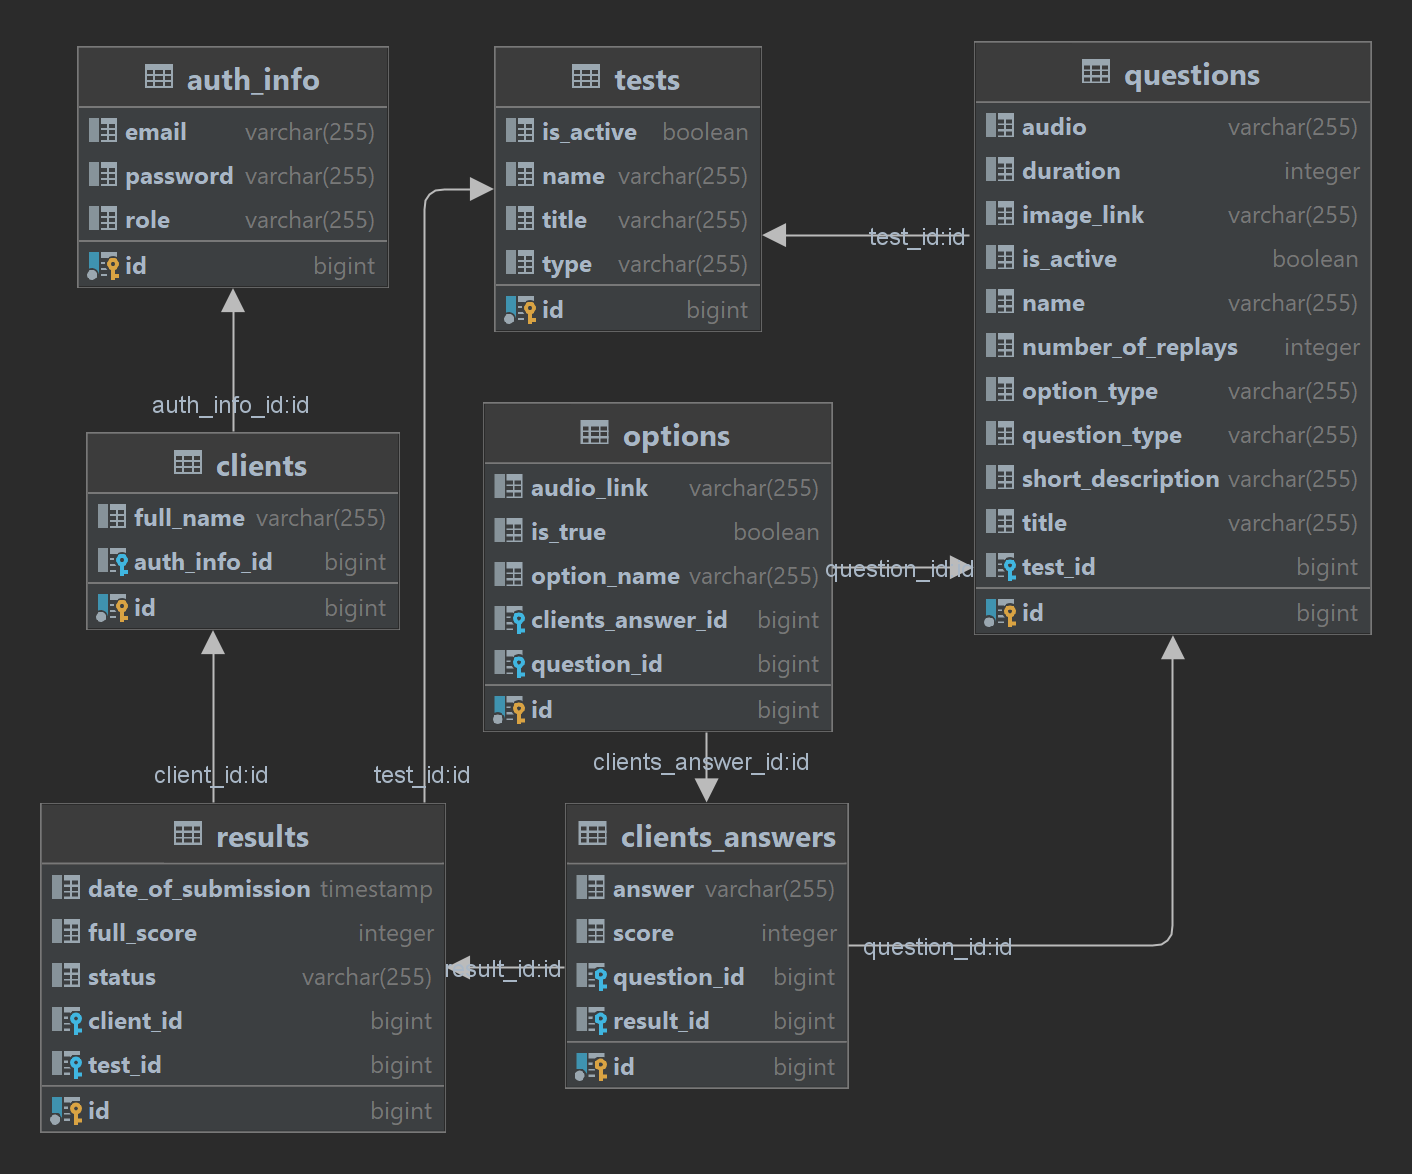 auth_info
email varchar(255)
password varchar(255)
role varchar(255)
id bigint
tests
is_active boolean
name varchar(255)
title varchar(255)
type varchar(255)
id bigint
questions
audio varchar(255)
duration integer
image_link varchar(255)
is_active boolean
name varchar(255)
number_of_replays integer
option_type varchar(255)
question_type varchar(255)
short_description varchar(255)
title varchar(255)
test_id bigint
id bigint
test_id:id
auth_info_id:id
clients
full_name varchar(255)
auth_info_id bigint
id bigint
options
audio_link varchar(255)
is_true boolean
option_name varchar(255)
clients_answer_id bigint
question_id bigint
id bigint
question_id:id
client_id:id
test_id:id
clients_answer_id:id
results
date_of_submission timestamp
full_score integer
status varchar(255)
client_id bigint
test_id bigint
id bigint
result_id:id
clients_answers
answer varchar(255)
score integer
question_id bigint
result_id bigint
id bigint
question_id:id